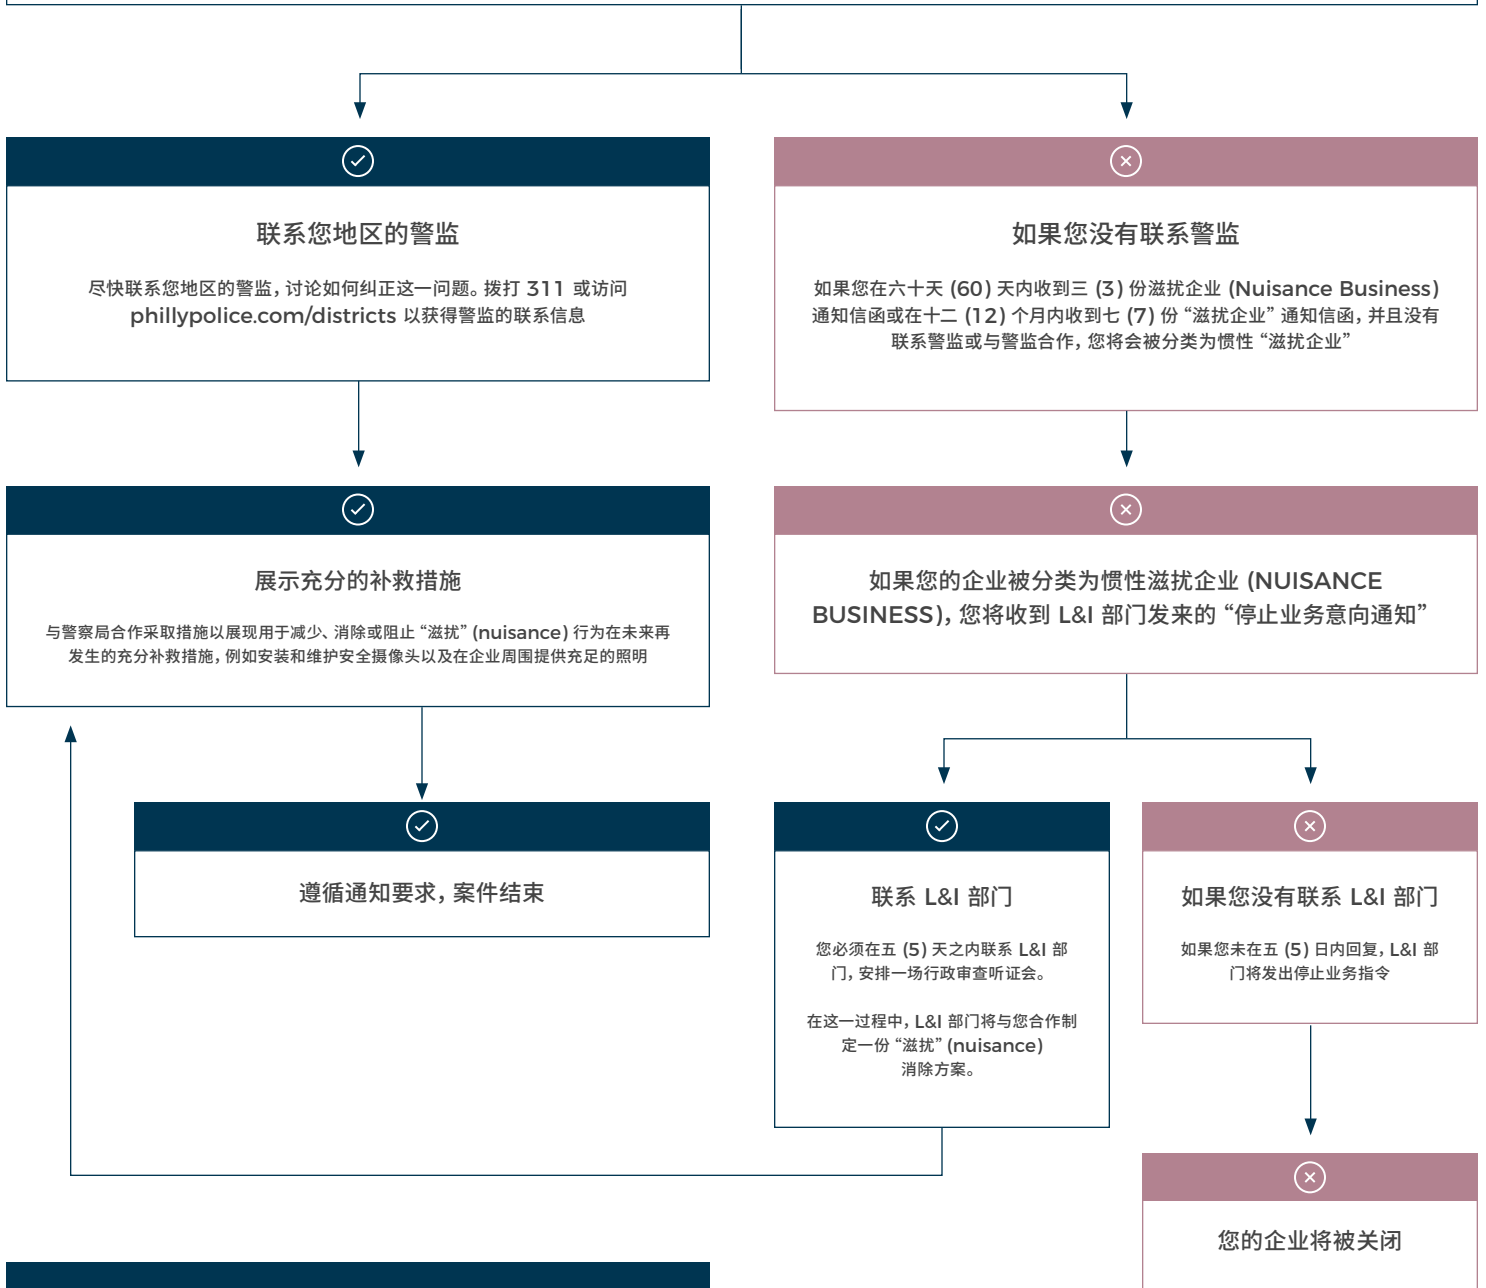 联系您地区的警监
尽快联系您地区的警监，讨论如何纠正这一问题。拨打 311 或访问
phillypolice.com/districts 以获得警监的联系信息
如果您没有联系警监
如果您在六十天 (60) 天内收到三 (3) 份滋扰企业 (Nuisance Business)
通知信函或在十二 (12) 个月内收到七 (7) 份 “滋扰企业” 通知信函，并且没有
联系警监或与警监合作，您将会被分类为惯性 “滋扰企业”
展示充分的补救措施
与警察局合作采取措施以展现用于减少、消除或阻止 “滋扰” (nuisance) 行为在未来再
发生的充分补救措施，例如安装和维护安全摄像头以及在企业周围提供充足的照明
如果您的企业被分类为惯性滋扰企业 (NUISANCE
BUSINESS)，您将收到 L&I 部门发来的 “停止业务意向通知”
遵循通知要求，案件结束
联系 L&I 部门
您必须在五 (5) 天之内联系 L&I 部
门，安排一场行政审查听证会。
在这一过程中，L&I 部门将与您合作制
定一份 “滋扰” (nuisance)
消除方案。
如果您没有联系 L&I 部门
如果您未在五 (5) 日内回复，L&I 部
门将发出停止业务指令
您的企业将被关闭